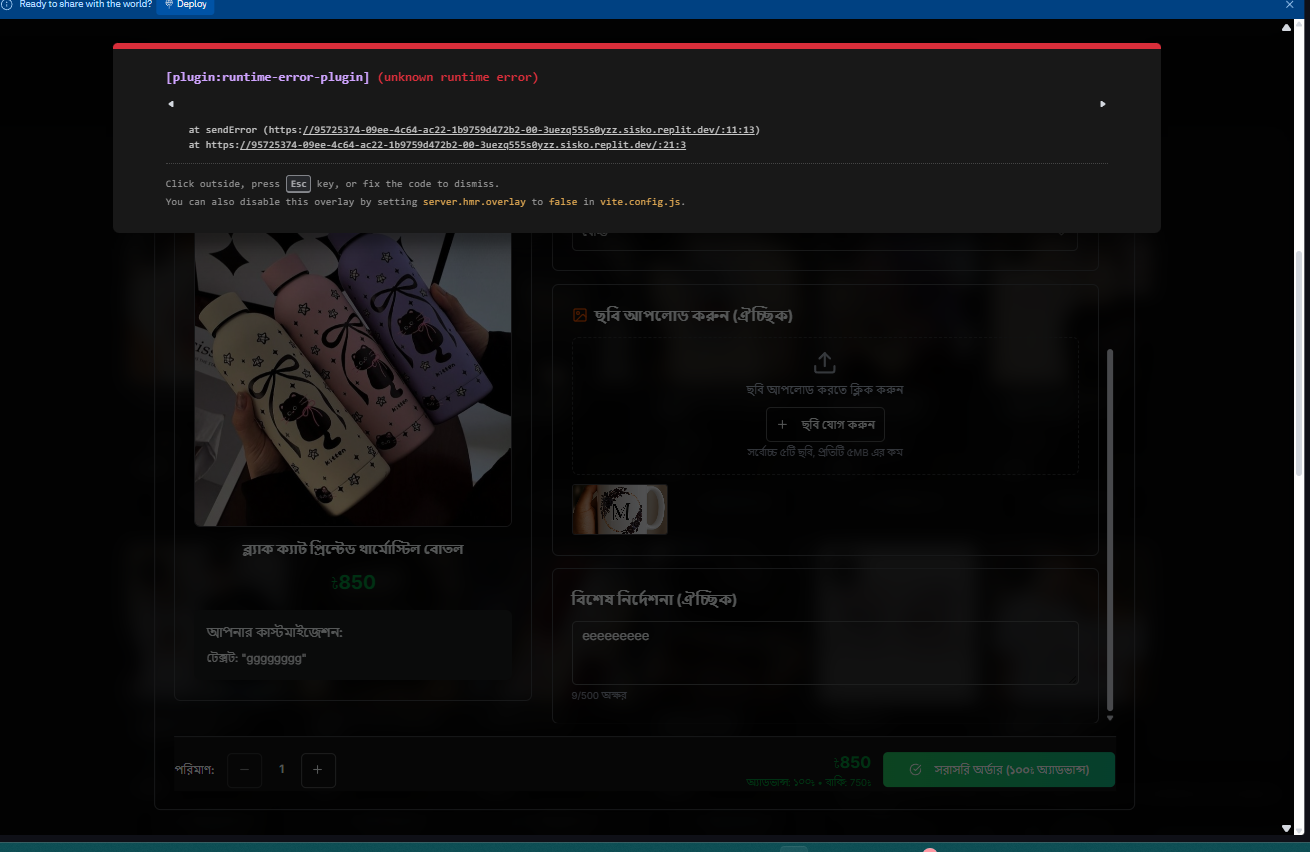 Ready to share with the world? Deploy
[plugin:runtime-error-plugin] (unknown runtime error)
at sendError (https://95725374-09ee-4c64-ac22-1b9759d472b2-00-3uezq555s0yzz.sisko.replit.dev/:11:13)
at https://95725374-09ee-4c64-ac22-1b9759d472b2-00-3uezq555s0yzz.sisko.replit.dev/:21:3
Click outside, press Esc key, or fix the code to dismiss.
You can also disable this overlay by setting server.hmr.overlay to false in vite.config.js.
ছবি আপলোড করুন (ঐচ্ছিক)
ছবি আপলোড করতে ক্লিক করুন
+ ছবি যোগ করুন
সর্বোচ্চ ৫টি ছবি, প্রতিটি ৫MB এর কম
M
Kitten
Kitten
Kitten
ব্ল্যাক ক্যাট প্রিন্টেড থার্মোস্টিল বোতল
৳850
আপনার কাস্টমাইজেশন:
টেক্সট: "gggggggg"
বিশেষ নির্দেশনা (ঐচ্ছিক)
eeeeeeeee
9/500 অক্ষর
পরিমাণ: − 1 +
৳850
অ্যাডভান্স: ১০০৳ • বাকি: 750৳
সরাসরি অর্ডার (১০০৳ অ্যাডভান্স)